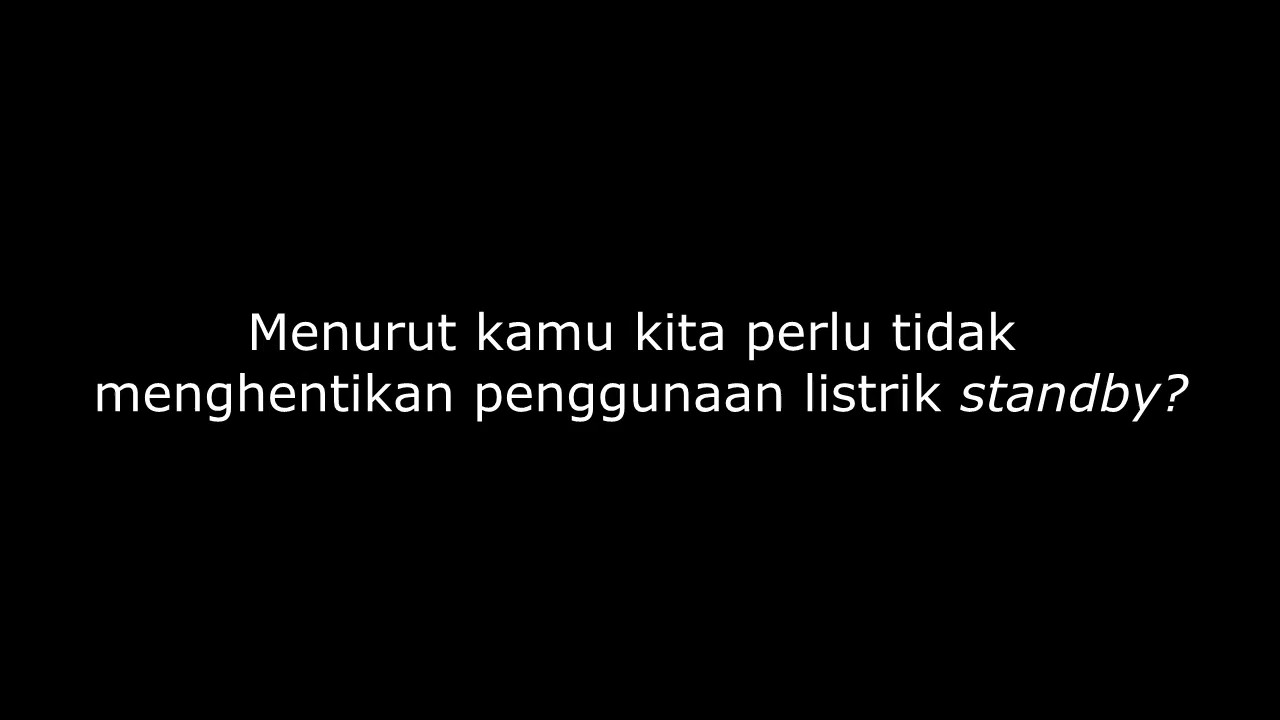 Menurut kamu kita perlu tidak
menghentikan penggunaan listrik standby?